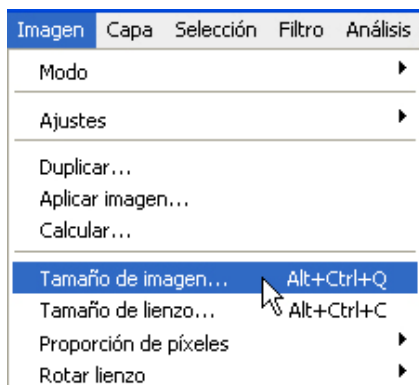 Imagen Capa Selección Filtro Análisis
Modo
Ajustes
Duplicar...
Aplicar imagen...
Calcular...
Tamaño de imagen... Alt+Ctrl+Q
Tamaño de lienzo... Alt+Ctrl+C
Proporción de píxeles
Rotar lienzo